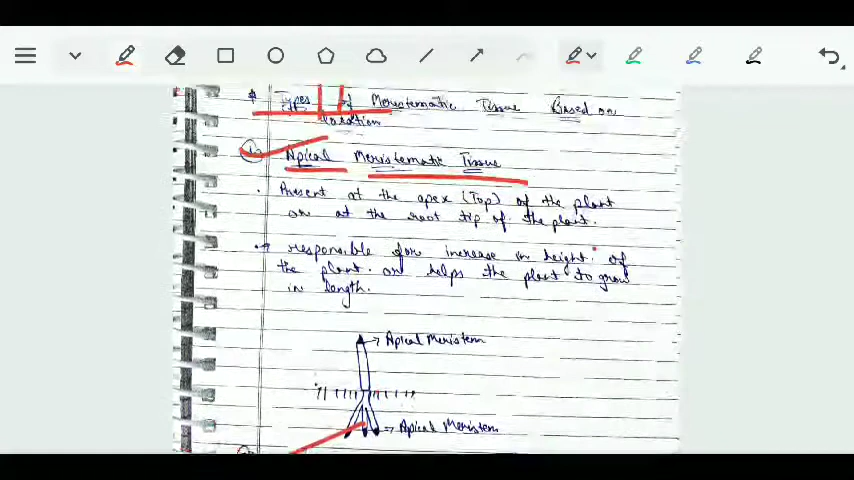 * Types of Meristematic Tissue Based on
location
1) Apical Meristematic Tissue
. Present at the apex (Top) of the plant
or at the root tip of the plant.
responsible for increase in height of
the plant. or helps the plant to grow
in length.
→ Apical Meristem
→ Apical Meristem